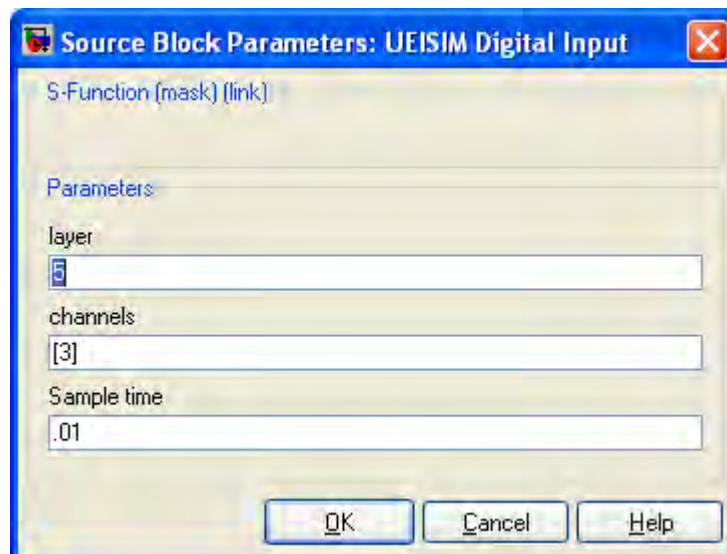 Source Block Parameters: UEISIM Digital Input
S-Function (mask) (link)
Parameters
layer
5
channels
[3]
Sample time
.01
OK Cancel Help